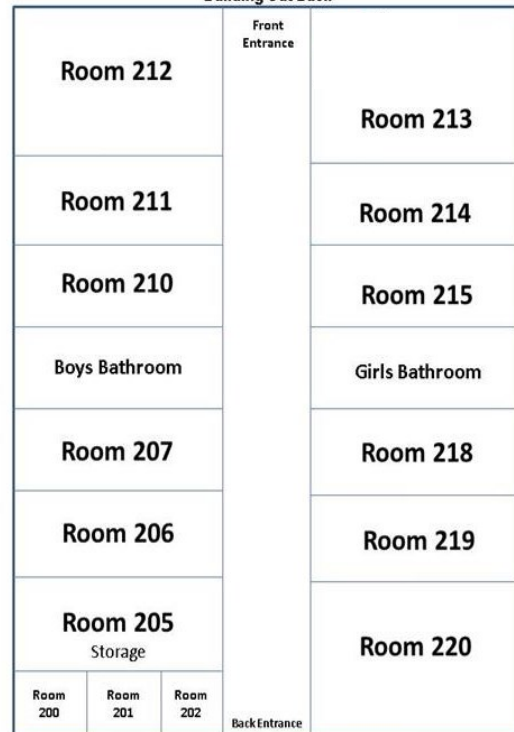 Front
Entrance
Room 212
Room 213
Room 211
Room 214
Room 210
Room 215
Boys Bathroom
Girls Bathroom
Room 207
Room 218
Room 206
Room 219
Room 205
Storage
Room 220
Room
200
Room
201
Room
202
Back Entrance